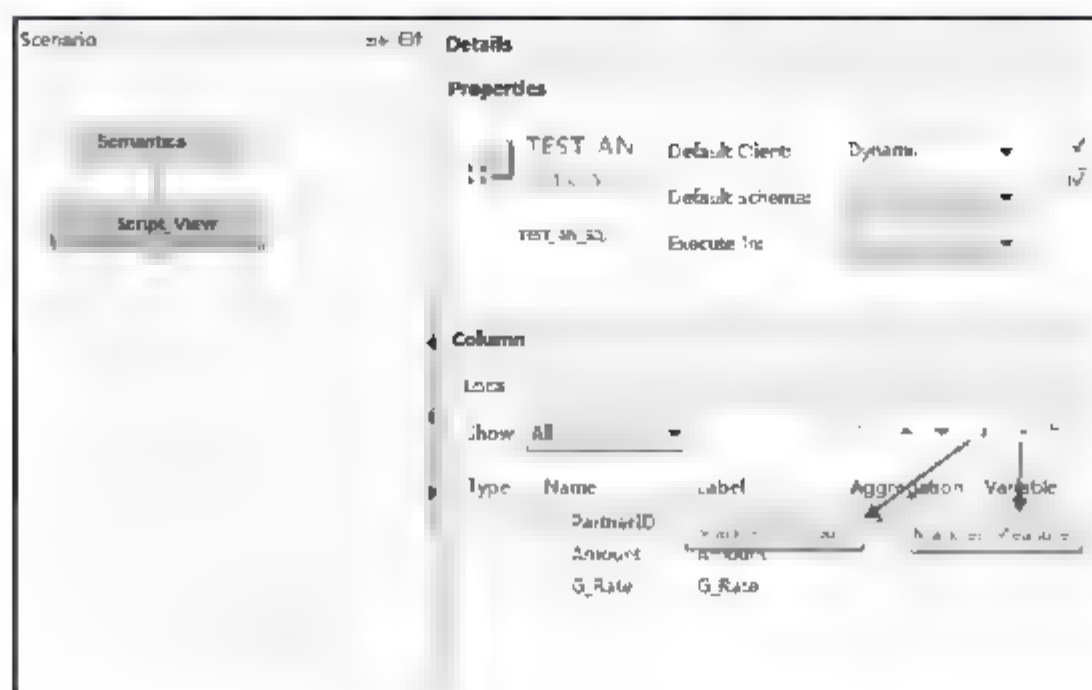 Scenario
Details
Properties
Semantics
Script_View
TEST_AN
Default Client:
Default schema:
Execute In:
Column
Show All
Type Name Label Aggregation Variable
PartnerID
Amount Amount
G_Rate G_Rate